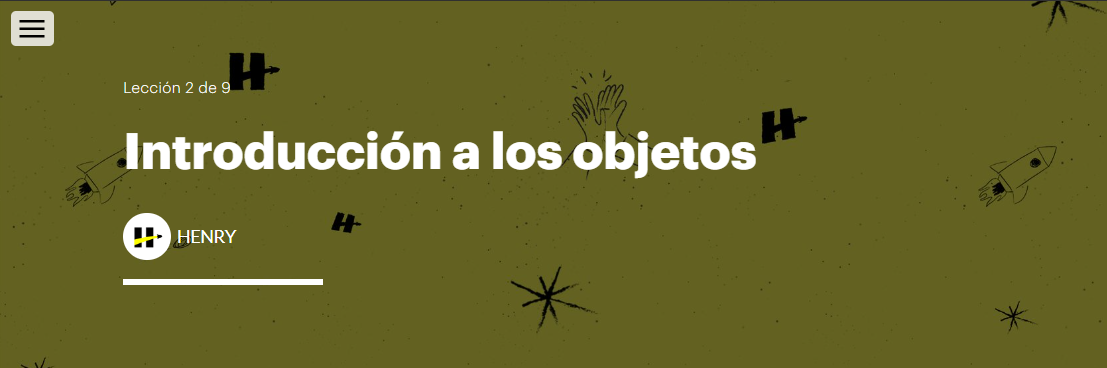 Lección 2 de 9
Introducción a los objetos
HENRY